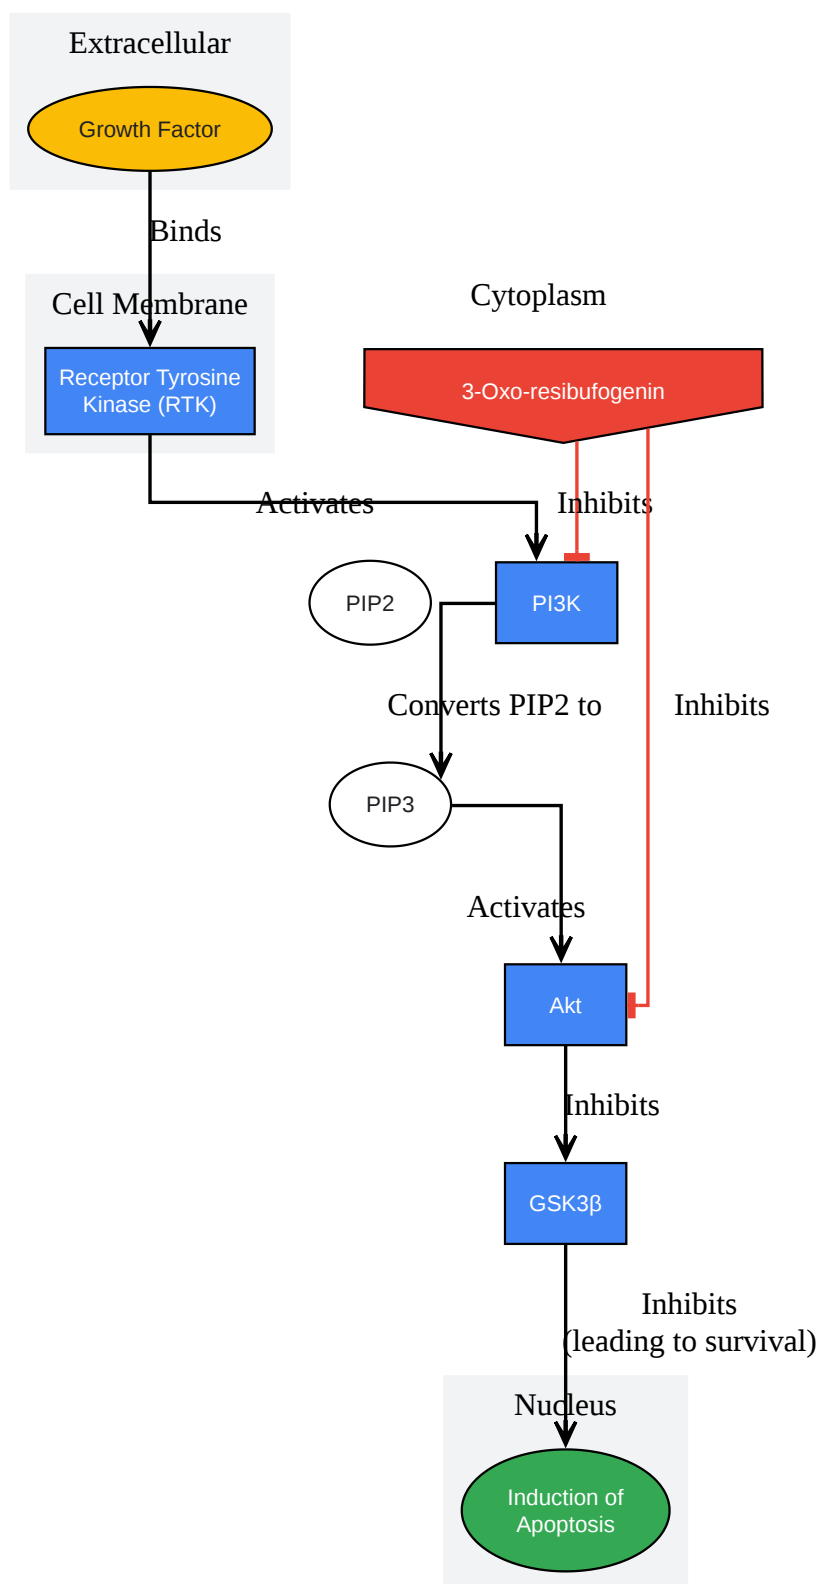 Extracellular
Growth Factor
Binds
Cell Membrane
Cytoplasm
Receptor Tyrosine
Kinase (RTK)
3-Oxo-resibufogenin
Activates
Inhibits
PIP2
PI3K
Converts PIP2 to
Inhibits
PIP3
Activates
Akt
Inhibits
GSK3β
Inhibits
(leading to survival)
Nucleus
Induction of
Apoptosis